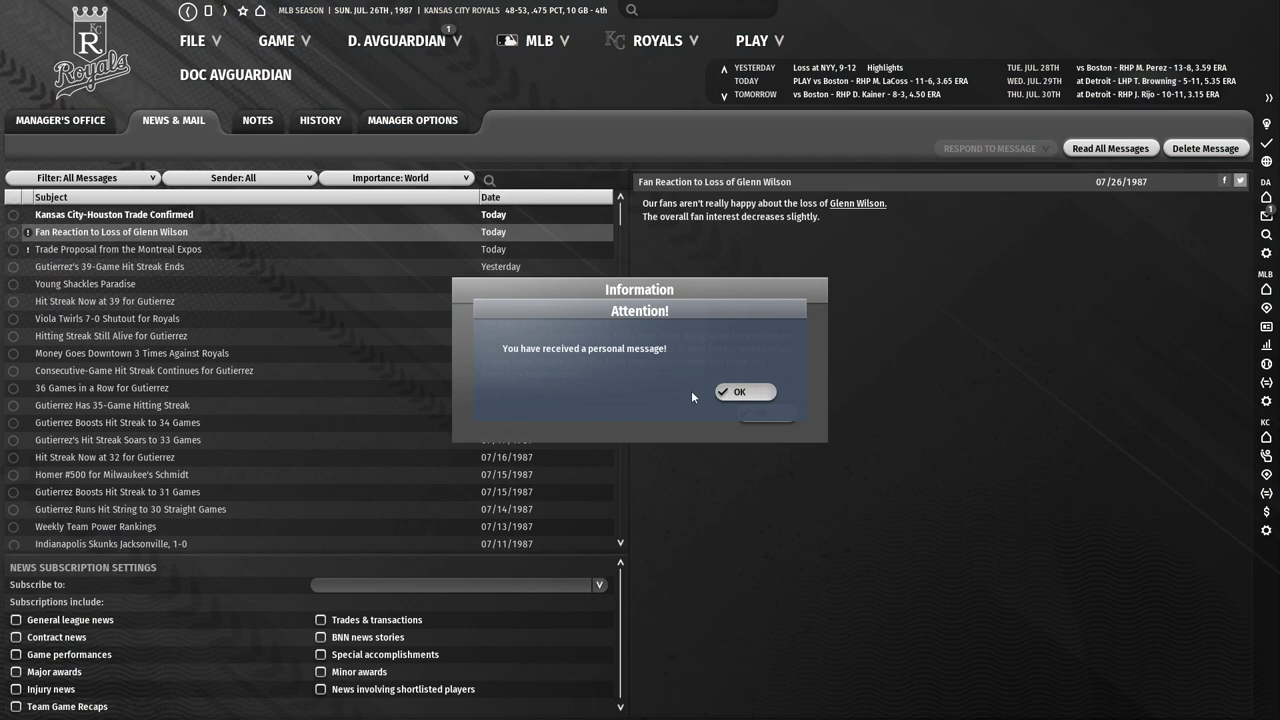 MLB SEASON | SUN. JUL. 26TH , 1987 | KANSAS CITY ROYALS 48-53, .475 PCT, 10 GB - 4th
KC
R
Royals
FILE GAME D. AVGUARDIAN 1 MLB KC ROYALS PLAY
DOC AVGUARDIAN
YESTERDAY Loss at NYY, 9-12 Highlights TUE. JUL. 28TH vs Boston - RHP M. Perez - 13-8, 3.59 ERA
TODAY PLAY vs Boston - RHP M. LaCoss - 11-6, 3.65 ERA WED. JUL. 29TH at Detroit - LHP T. Browning - 5-11, 5.35 ERA
TOMORROW vs Boston - RHP D. Kainer - 8-3, 4.50 ERA THU. JUL. 30TH at Detroit - RHP J. Rijo - 10-11, 3.15 ERA
MANAGER'S OFFICE NEWS & MAIL NOTES HISTORY MANAGER OPTIONS
RESPOND TO MESSAGE Read All Messages Delete Message
Filter: All Messages Sender: All Importance: World
Subject Date
Kansas City-Houston Trade Confirmed Today
! Fan Reaction to Loss of Glenn Wilson Today
! Trade Proposal from the Montreal Expos Today
Gutierrez's 39-Game Hit Streak Ends Yesterday
Young Shackles Paradise
Hit Streak Now at 39 for Gutierrez
Viola Twirls 7-0 Shutout for Royals
Hitting Streak Still Alive for Gutierrez
Money Goes Downtown 3 Times Against Royals
Consecutive-Game Hit Streak Continues for Gutierrez
36 Games in a Row for Gutierrez
Gutierrez Has 35-Game Hitting Streak
Gutierrez Boosts Hit Streak to 34 Games
Gutierrez's Hit Streak Soars to 33 Games
Hit Streak Now at 32 for Gutierrez 07/16/1987
Homer #500 for Milwaukee's Schmidt 07/15/1987
Gutierrez Boosts Hit Streak to 31 Games 07/15/1987
Gutierrez Runs Hit String to 30 Straight Games 07/14/1987
Weekly Team Power Rankings 07/13/1987
Indianapolis Skunks Jacksonville, 1-0 07/11/1987
Fan Reaction to Loss of Glenn Wilson 07/26/1987 f
Our fans aren't really happy about the loss of Glenn Wilson.
The overall fan interest decreases slightly.
Information
Attention!
You have received a personal message!
OK
NEWS SUBSCRIPTION SETTINGS
Subscribe to:
Subscriptions include:
General league news Trades & transactions
Contract news BNN news stories
Game performances Special accomplishments
Major awards Minor awards
Injury news News involving shortlisted players
Team Game Recaps
DA
1
MLB
KC
$